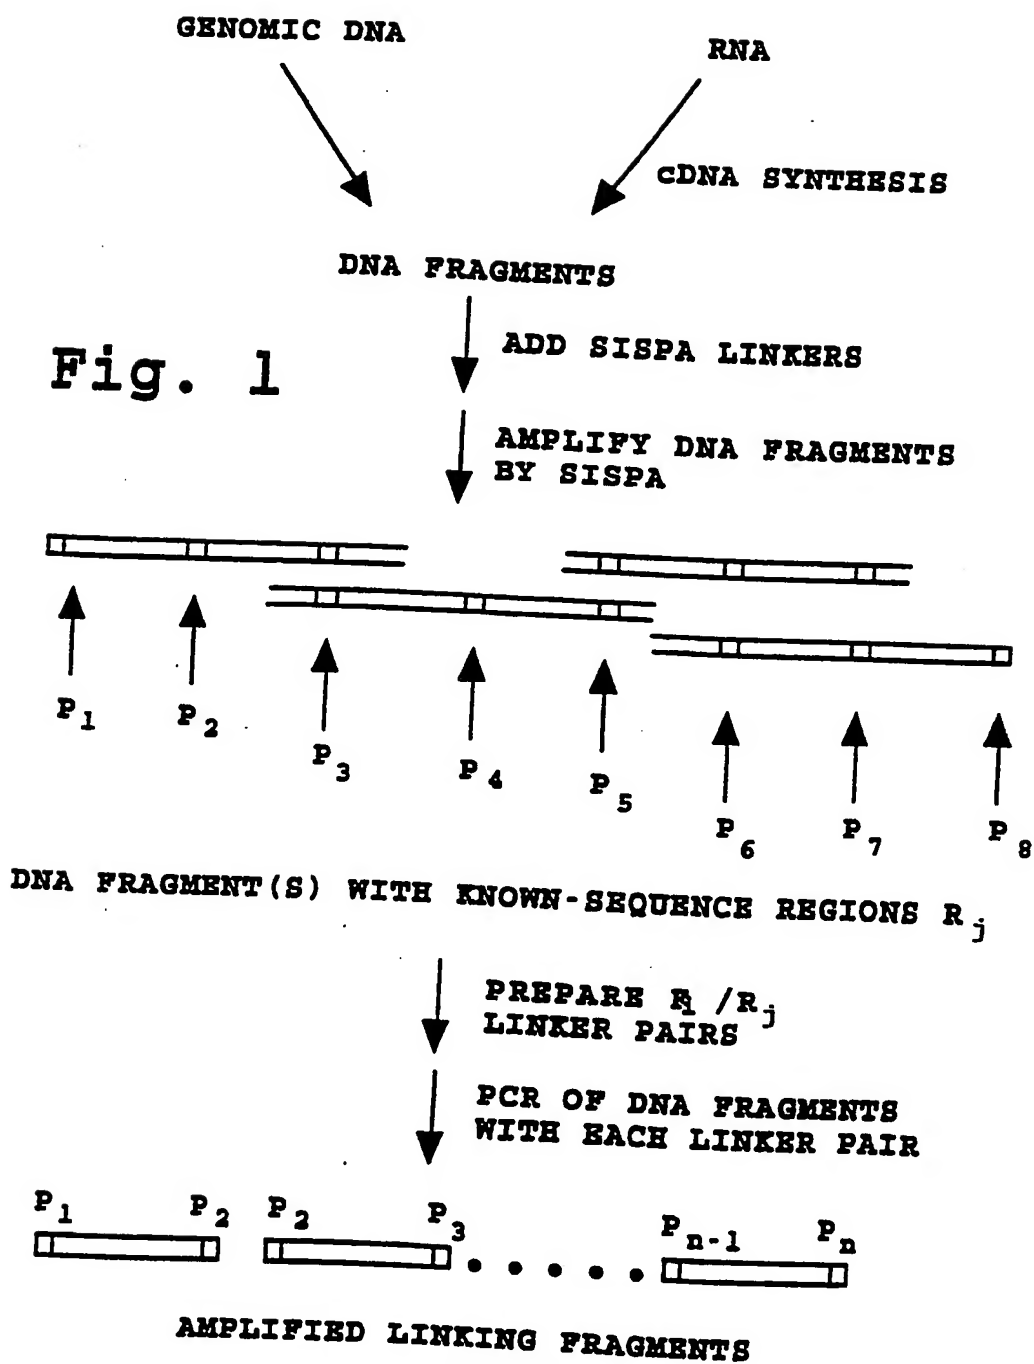 GENOMIC DNA
RNA
cDNA SYNTHESIS
DNA FRAGMENTS
Fig. 1
ADD SISPA LINKERS
AMPLIFY DNA FRAGMENTS
BY SISPA
P1 P2 P3 P4 P5 P6 P7 P8
DNA FRAGMENT(S) WITH KNOWN-SEQUENCE REGIONS Rj
PREPARE /Rj
LINKER PAIRS
PCR OF DNA FRAGMENTS
WITH EACH LINKER PAIR
P1 P2 P2 P3 Pn-1 Pn
AMPLIFIED LINKING FRAGMENTS